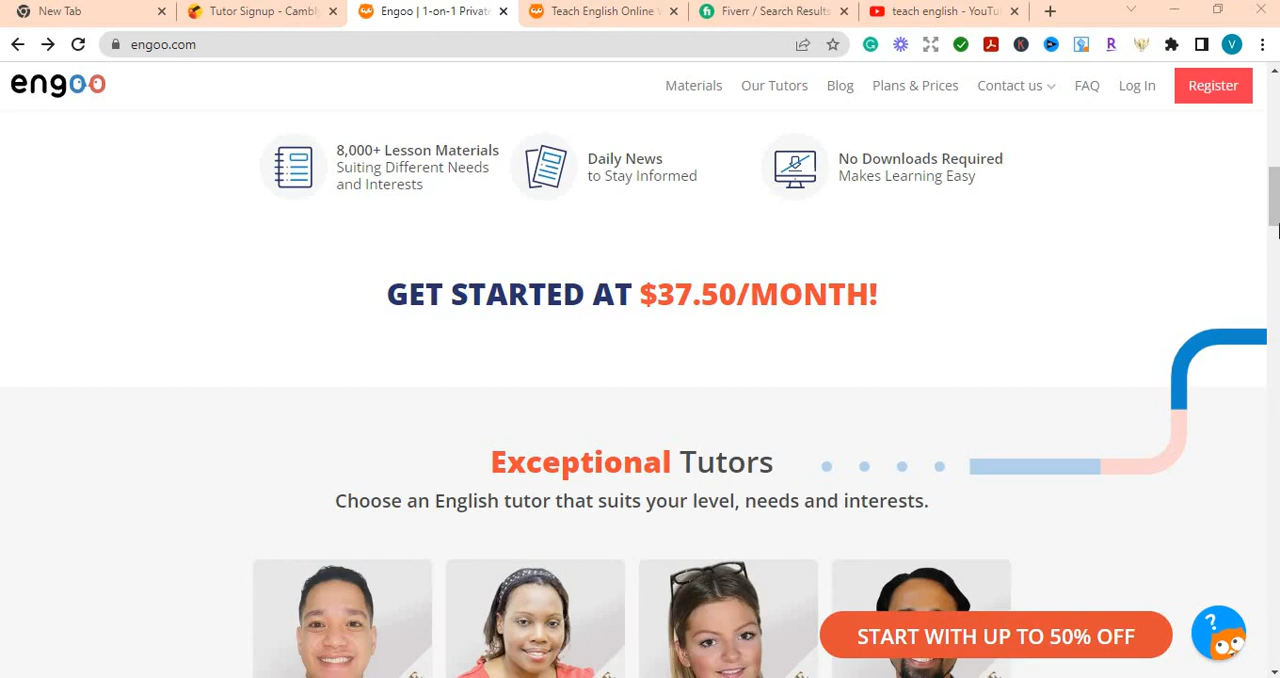 New Tab
Tutor Signup - Cambl
Engoo | 1-on-1 Privat
Teach English Online
Fiverr / Search Results
teach english - YouTu
engoo.com
engoo
Materials
Our Tutors
Blog
Plans & Prices
Contact us
FAQ
Log In
Register
8,000+ Lesson Materials
Suiting Different Needs
and Interests
Daily News
to Stay Informed
No Downloads Required
Makes Learning Easy
GET STARTED AT $37.50/MONTH!
Exceptional Tutors
Choose an English tutor that suits your level, needs and interests.
START WITH UP TO 50% OFF